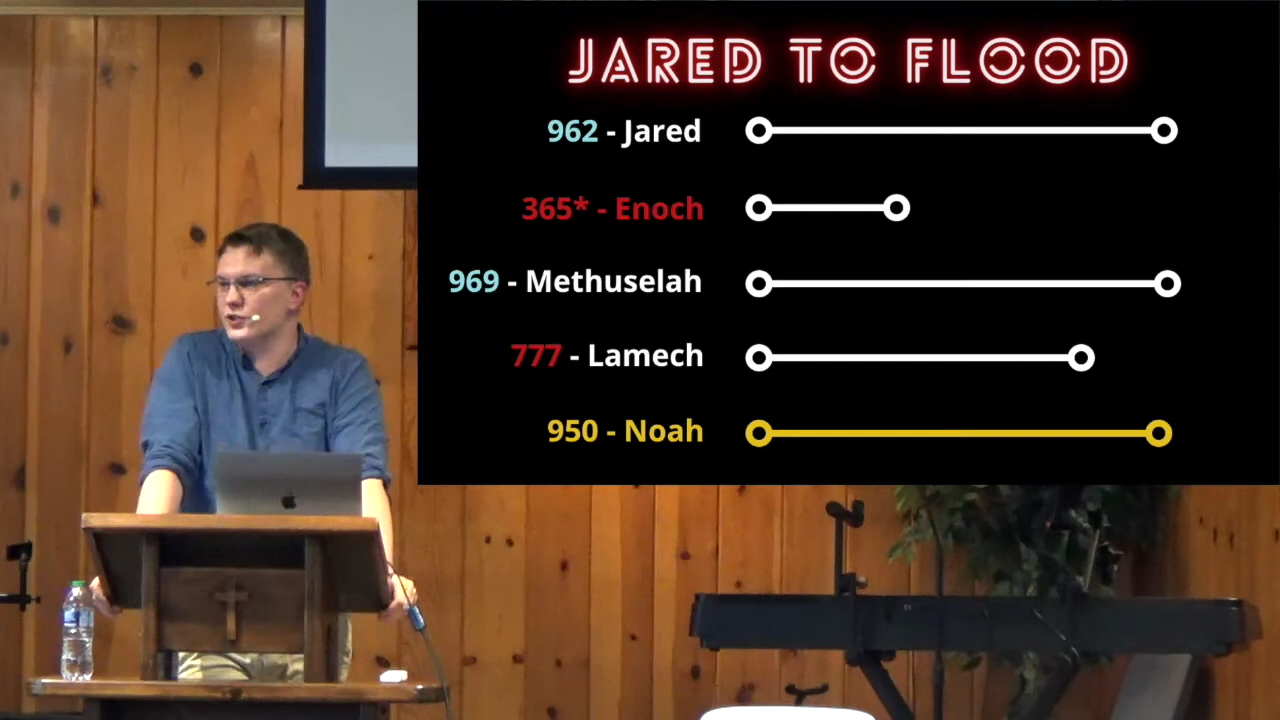 JARED TO FLOOD
962 - Jared
365* - Enoch
969 - Methuselah
777 - Lamech
950 - Noah